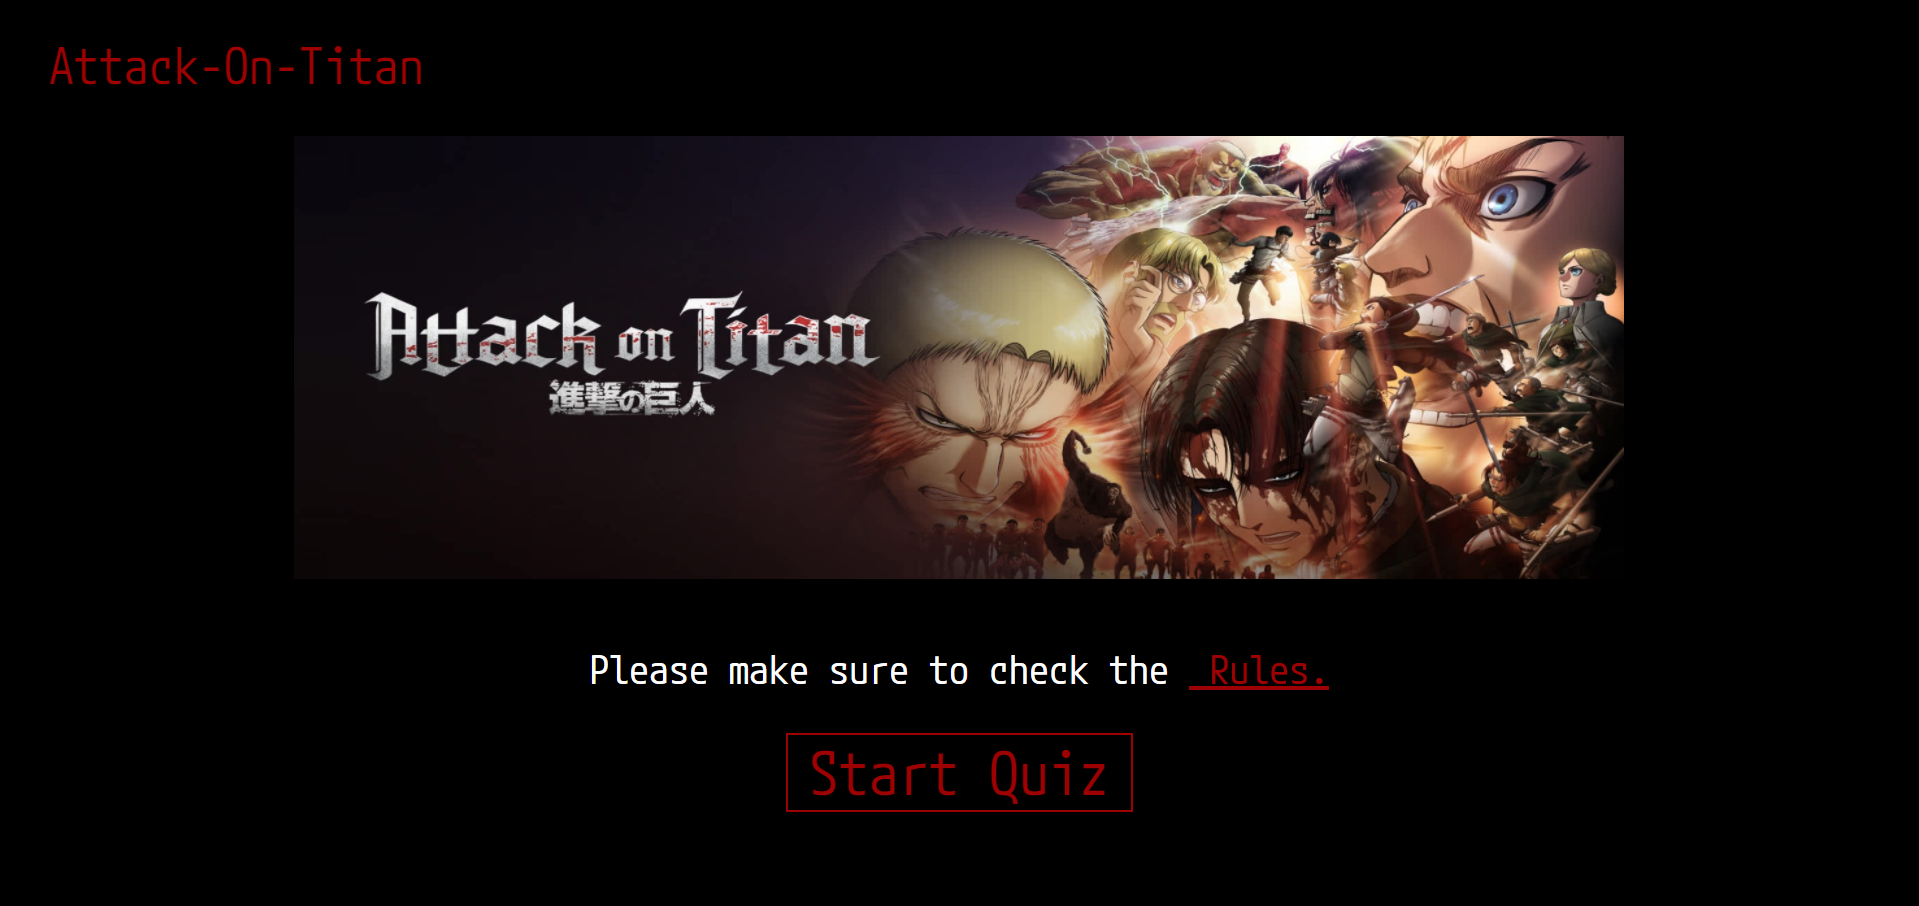 Attack-On-Titan
Attack on Titan
進撃の巨人
Please make sure to check the Rules.
Start Quiz